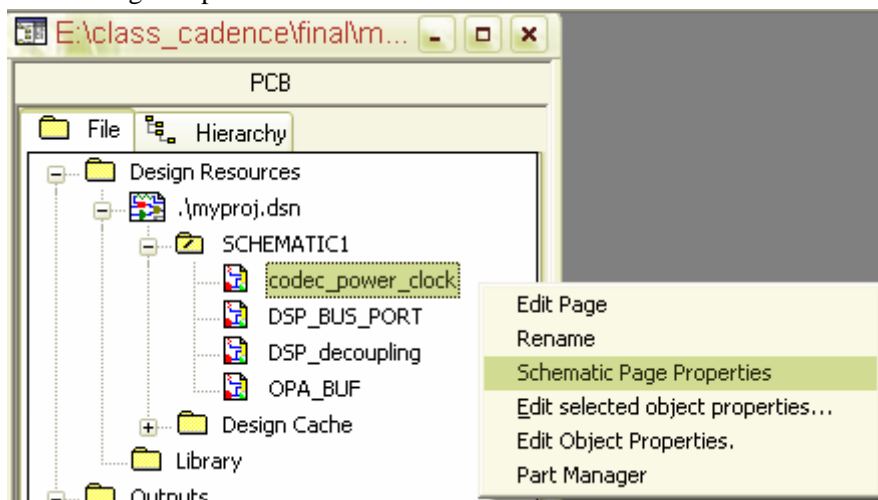 E:\class_cadence\final\m...
PCB
File Hierarchy
Design Resources
.\myproj.dsn
SCHEMATIC1
codec_power_clock
DSP_BUS_PORT
DSP_decoupling
OPA_BUF
Design Cache
Library
Outputs
Edit Page
Rename
Schematic Page Properties
Edit selected object properties...
Edit Object Properties.
Part Manager